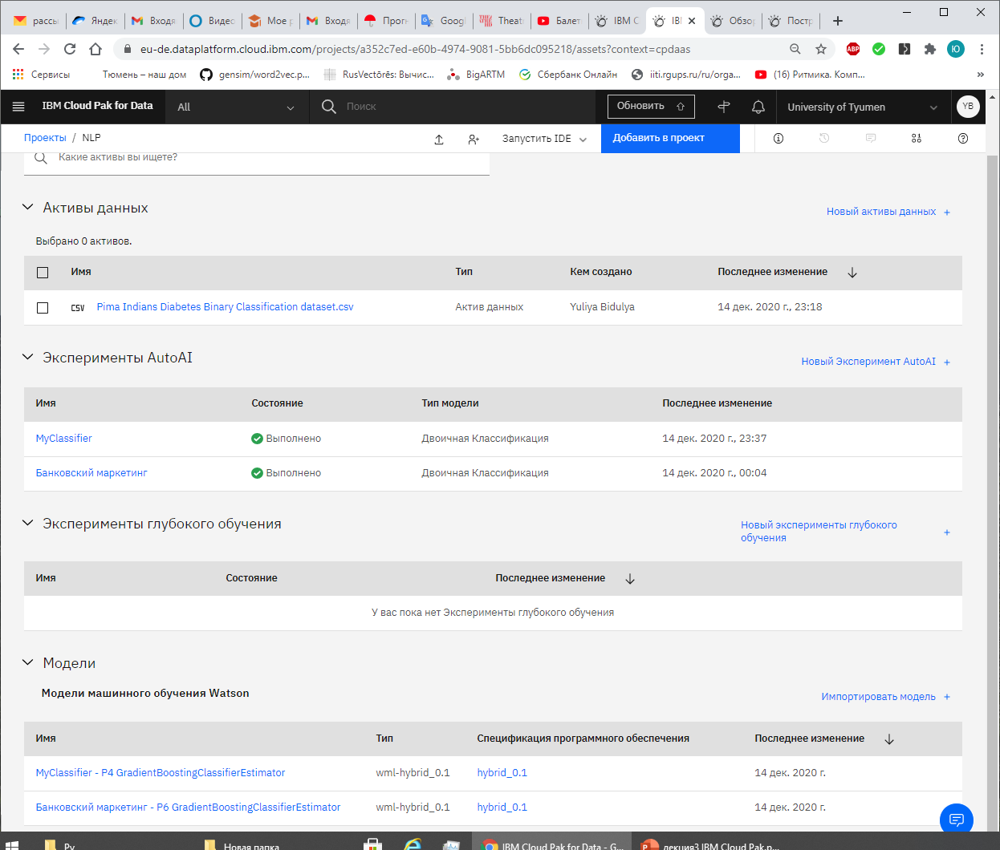 рассы
Яндек
Входя
Видео
Мое р
Входя
Прогн
Googl
Theat
Балет
IBM C
IBI
Обзор
Постр
eu-de.dataplatform.cloud.ibm.com/projects/a352c7ed-e60b-4974-9081-5bb6dc095218/assets?context=cpdaas
ABP
Ю
Сервисы
Тюмень – наш дом
gensim/word2vec.p...
RusVectōrēs: Вычис...
BigARTM
Сбербанк Онлайн
iiti.rgups.ru/ru/orga...
(16) Ритмика. Комп...
»
IBM Cloud Pak for Data
All
Поиск
Обновить
University of Tyumen
YB
Проекты / NLP
Запустить IDE
Добавить в проект
Какие активы вы ищете?
Активы данных
Новый активы данных +
Выбрано 0 активов.
Имя Тип Кем создано Последнее изменение
CSV Pima Indians Diabetes Binary Classification dataset.csv Актив данных Yuliya Bidulya 14 дек. 2020 г., 23:18
Эксперименты AutoAI
Новый Эксперимент AutoAI +
Имя Состояние Тип модели Последнее изменение
MyClassifier Выполнено Двоичная Классификация 14 дек. 2020 г., 23:37
Банковский маркетинг Выполнено Двоичная Классификация 14 дек. 2020 г., 00:04
Эксперименты глубокого обучения
Новый эксперименты глубокого
обучения +
Имя Состояние Последнее изменение
У вас пока нет Эксперименты глубокого обучения
Модели
Модели машинного обучения Watson
Импортировать модель +
Имя Тип Спецификация программного обеспечения Последнее изменение
MyClassifier - P4 GradientBoostingClassifierEstimator wml-hybrid_0.1 hybrid_0.1 14 дек. 2020 г.
Банковский маркетинг - P6 GradientBoostingClassifierEstimator wml-hybrid_0.1 hybrid_0.1 14 дек. 2020 г.
Ру
Новая папка
IBM Cloud Pak for Data - G...
лекция3 IBM Cloud Pak.p...